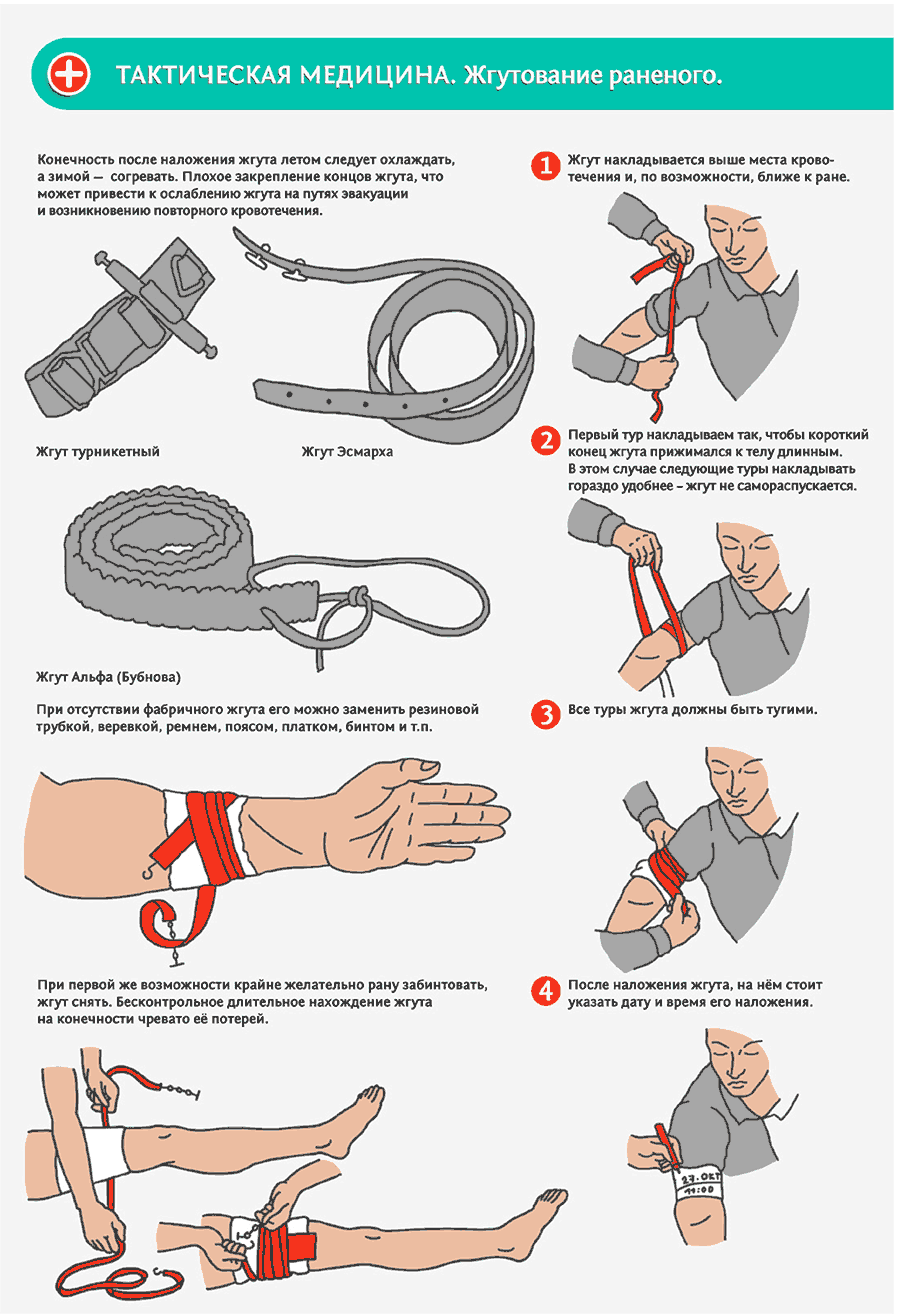 ТАКТИЧЕСКАЯ МЕДИЦИНА. Жгутование раненого.
Конечность после наложения жгута летом следует охлаждать,
а зимой — согревать. Плохое закрепление концов жгута, что
может привести к ослаблению жгута на путях эвакуации
и возникновению повторного кровотечения.
Жгут турникетный
Жгут Эсмарха
Жгут Альфа (Бубнова)
При отсутствии фабричного жгута его можно заменить резиновой
трубкой, веревкой, ремнем, поясом, платком, бинтом и т.п.
При первой же возможности крайне желательно рану забинтовать,
жгут снять. Бесконтрольное длительное нахождение жгута
на конечности чревато её потерей.
1
Жгут накладывается выше места крово-
течения и, по возможности, ближе к ране.
2
Первый тур накладываем так, чтобы короткий
конец жгута прижимался к телу длинным.
В этом случае следующие туры накладывать
гораздо удобнее – жгут не самораспускается.
3
Все туры жгута должны быть тугими.
4
После наложения жгута, на нём стоит
указать дату и время его наложения.
27.ОКТ
11:00